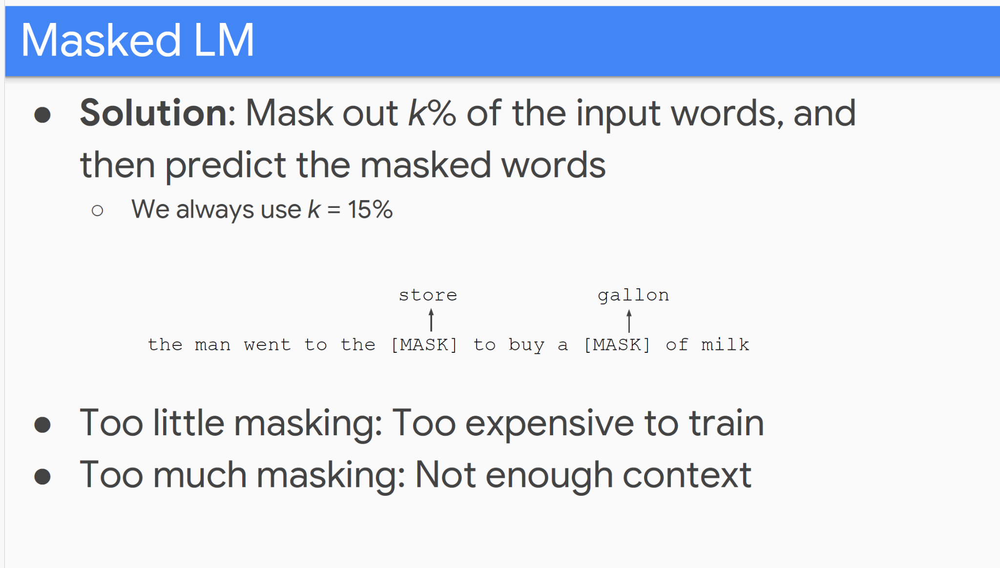 Masked LM
● Solution: Mask out k% of the input words, and
then predict the masked words
○ We always use k = 15%
store gallon
the man went to the [MASK] to buy a [MASK] of milk
● Too little masking: Too expensive to train
● Too much masking: Not enough context